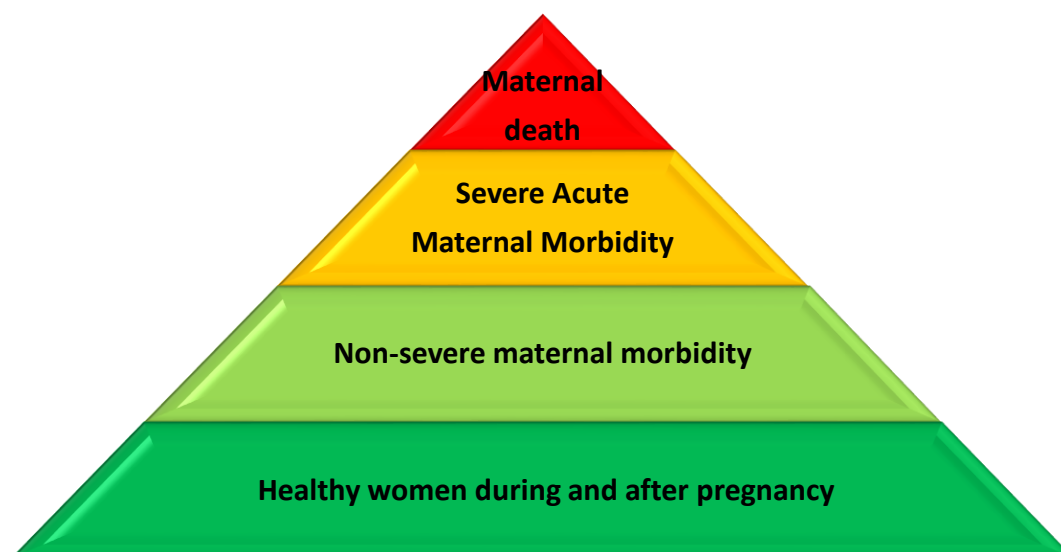 Maternal
death
Severe Acute
Maternal Morbidity
Non-severe maternal morbidity
Healthy women during and after pregnancy